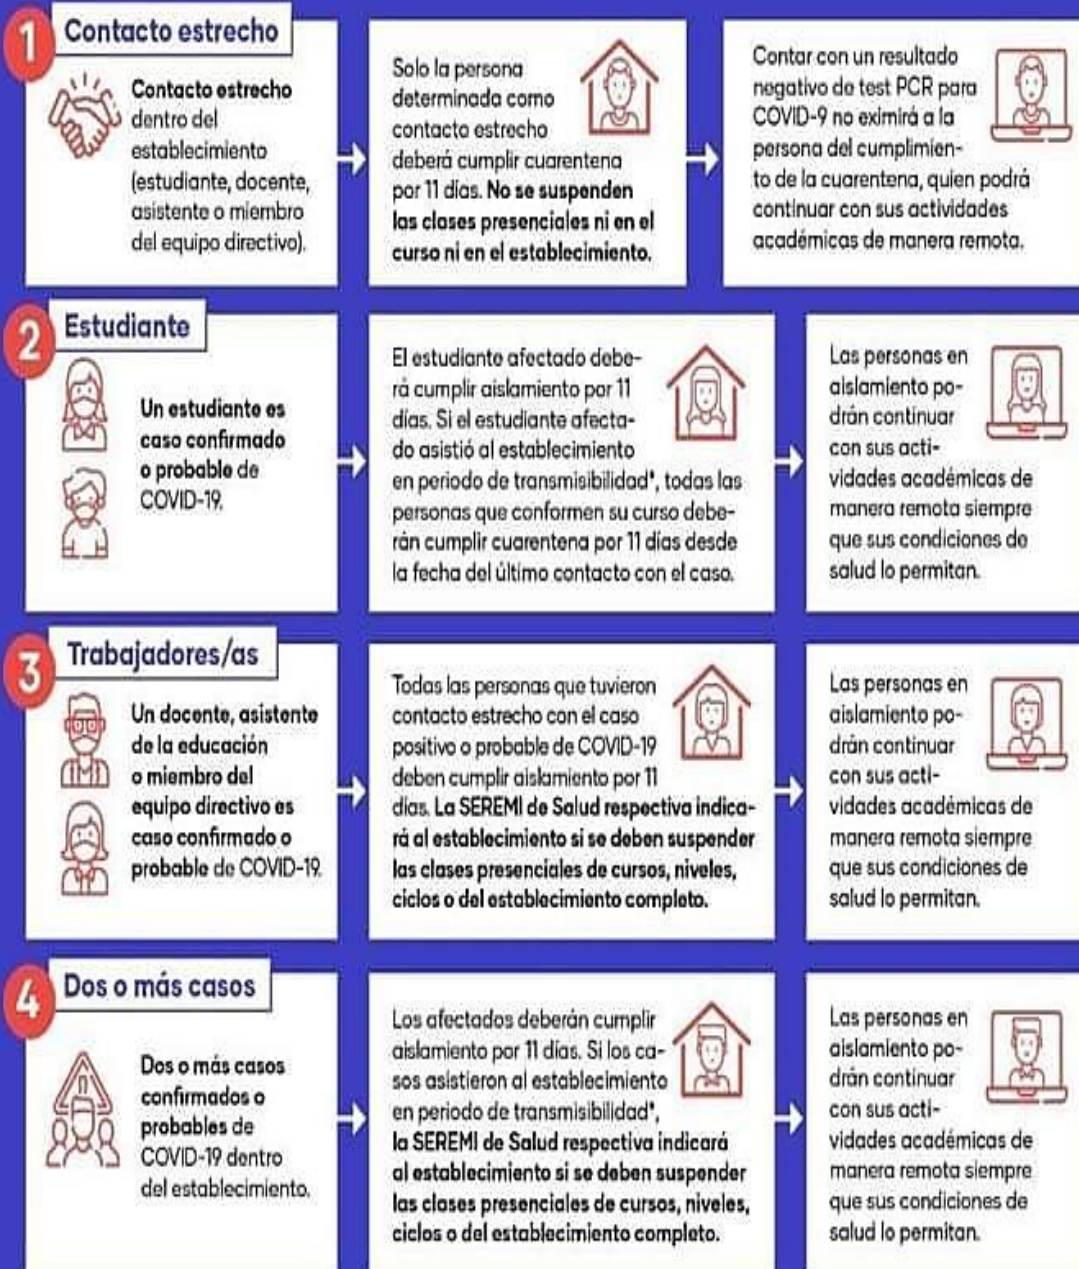 1
Contacto estrecho
Contacto estrecho
dentro del
establecimiento
(estudiante, docente,
asistente o miembro
del equipo directivo).
Solo la persona
determinada como
contacto estrecho
deberá cumplir cuarentena
por 11 días. No se suspenden
las clases presenciales ni en el
curso ni en el establecimiento.
Contar con un resultado
negativo de test PCR para
COVID-9 no eximirá a la
persona del cumplimien-
to de la cuarentena, quien podrá
continuar con sus actividades
académicas de manera remota.
2
Estudiante
Un estudiante es
caso confirmado
o probable de
COVID-19.
El estudiante afectado debe-
rá cumplir aislamiento por 11
días. Si el estudiante afecta-
do asistió al establecimiento
en periodo de transmisibilidad*, todas las
personas que conformen su curso debe-
rán cumplir cuarentena por 11 días desde
la fecha del último contacto con el caso.
Las personas en
aislamiento po-
drán continuar
con sus acti-
vidades académicas de
manera remota siempre
que sus condiciones de
salud lo permitan.
3
Trabajadores/as
Un docente, asistente
de la educación
o miembro del
equipo directivo es
caso confirmado o
probable de COVID-19.
Todas las personas que tuvieron
contacto estrecho con el caso
positivo o probable de COVID-19
deben cumplir aislamiento por 11
días. La SEREMI de Salud respectiva indica-
rá al establecimiento si se deben suspender
las clases presenciales de cursos, niveles,
ciclos o del establecimiento completo.
Las personas en
aislamiento po-
drán continuar
con sus acti-
vidades académicas de
manera remota siempre
que sus condiciones de
salud lo permitan.
4
Dos o más casos
Dos o más casos
confirmados o
probables de
COVID-19 dentro
del establecimiento.
Los afectados deberán cumplir
aislamiento por 11 días. Si los ca-
sos asistieron al establecimiento
en periodo de transmisibilidad*,
la SEREMI de Salud respectiva indicará
al establecimiento si se deben suspender
las clases presenciales de cursos, niveles,
ciclos o del establecimiento completo.
Las personas en
aislamiento po-
drán continuar
con sus acti-
vidades académicas de
manera remota siempre
que sus condiciones de
salud lo permitan.